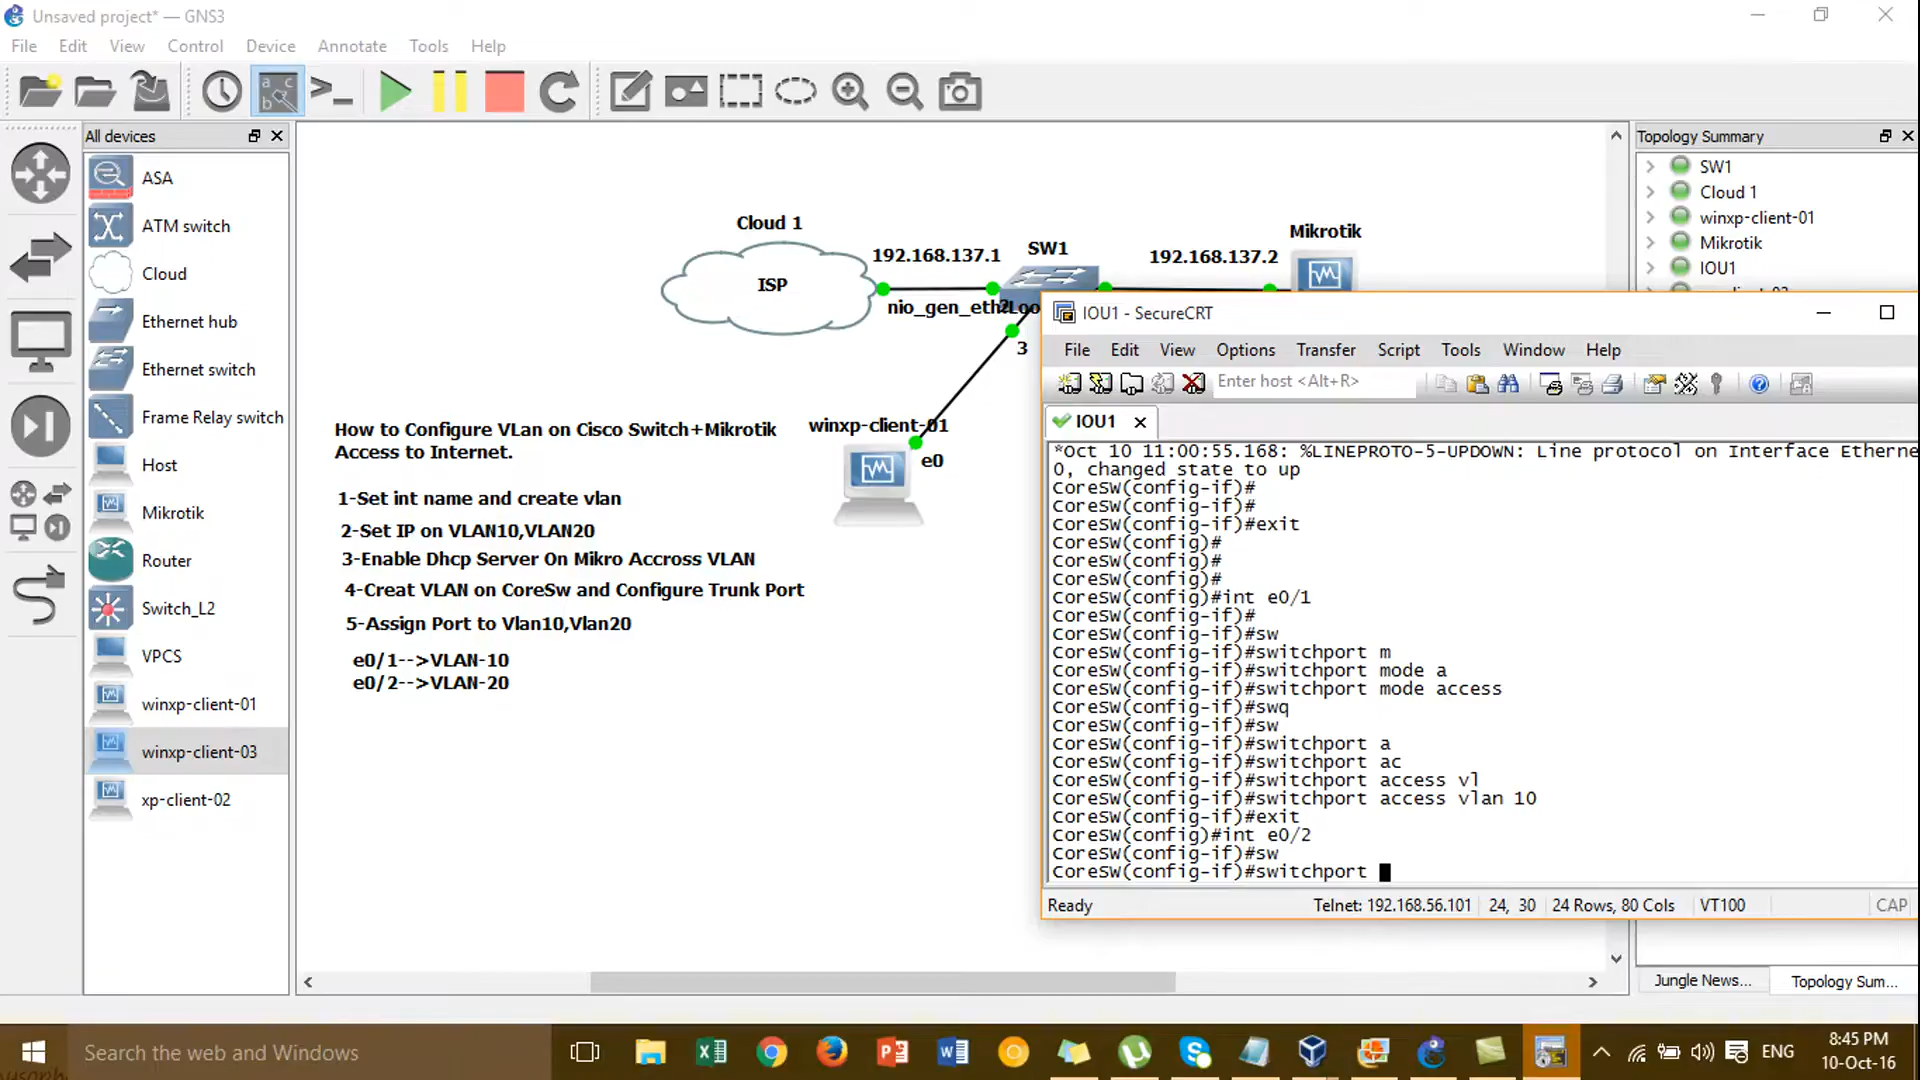 Unsaved project* — GNS3
File Edit View Control Device Annotate Tools Help
All devices
ASA
ATM switch
Cloud
Ethernet hub
Ethernet switch
Frame Relay switch
Host
Mikrotik
Router
Switch_L2
VPCS
winxp-client-01
winxp-client-03
xp-client-02
Cloud 1
ISP
192.168.137.1
SW1
192.168.137.2
Mikrotik
3
winxp-client-01
e0
How to Configure VLan on Cisco Switch+Mikrotik
Access to Internet.
1-Set int name and create vlan
2-Set IP on VLAN10,VLAN20
3-Enable Dhcp Server On Mikro Accross VLAN
4-Creat VLAN on CoreSw and Configure Trunk Port
5-Assign Port to Vlan10,Vlan20
e0/1-->VLAN-10
e0/2-->VLAN-20
Topology Summary
SW1
Cloud 1
winxp-client-01
Mikrotik
IOU1
IOU1 - SecureCRT
File Edit View Options Transfer Script Tools Window Help
Enter host <Alt+R>
IOU1
*Oct 10 11:00:55.168: %LINEPROTO-5-UPDOWN: Line protocol on Interface Etherne
0, changed state to up
CoreSW(config-if)#
CoreSW(config-if)#
CoreSW(config-if)#exit
CoreSW(config)#
CoreSW(config)#
CoreSW(config)#
CoreSW(config)#int e0/1
CoreSW(config-if)#
CoreSW(config-if)#sw
CoreSW(config-if)#switchport m
CoreSW(config-if)#switchport mode a
CoreSW(config-if)#switchport mode access
CoreSW(config-if)#swq
CoreSW(config-if)#sw
CoreSW(config-if)#switchport a
CoreSW(config-if)#switchport ac
CoreSW(config-if)#switchport access vl
CoreSW(config-if)#switchport access vlan 10
CoreSW(config-if)#exit
CoreSW(config)#int e0/2
CoreSW(config-if)#sw
CoreSW(config-if)#switchport
Ready Telnet: 192.168.56.101 24, 30 24 Rows, 80 Cols VT100 CAP
Jungle News... Topology Sum...
Search the web and Windows
ENG
8:45 PM
10-Oct-16